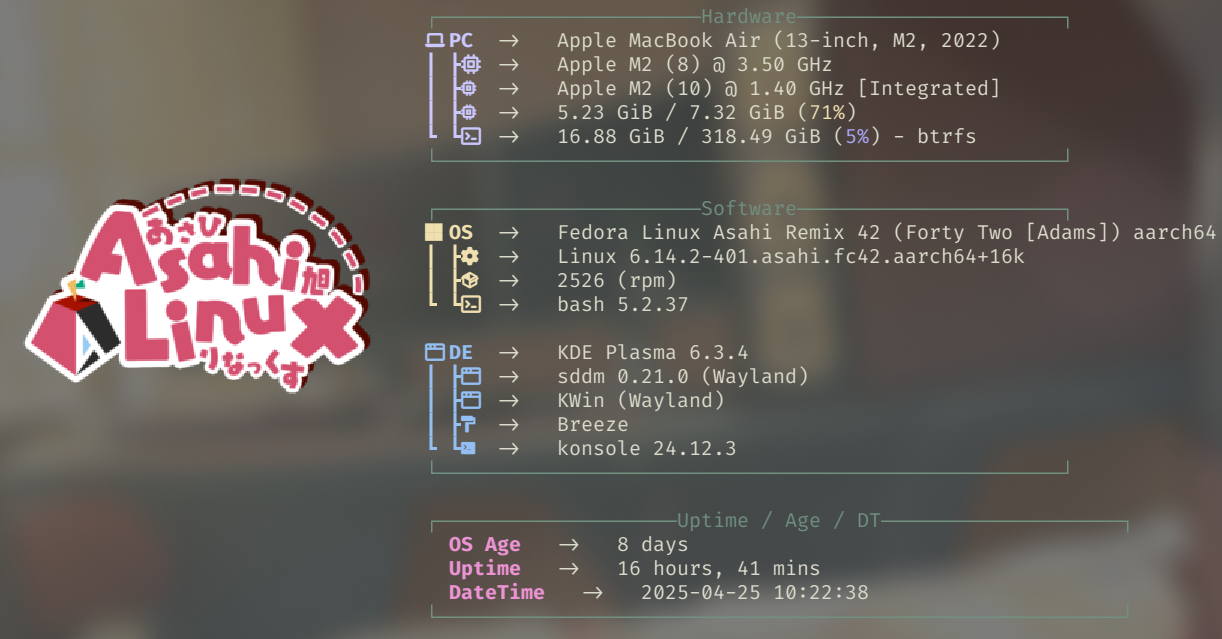 あさひ
Asahi旭
Linux
りなっくす
Hardware
PC → Apple MacBook Air (13-inch, M2, 2022)
→ Apple M2 (8) @ 3.50 GHz
→ Apple M2 (10) @ 1.40 GHz [Integrated]
→ 5.23 GiB / 7.32 GiB (71%)
→ 16.88 GiB / 318.49 GiB (5%) - btrfs
Software
OS → Fedora Linux Asahi Remix 42 (Forty Two [Adams]) aarch64
→ Linux 6.14.2-401.asahi.fc42.aarch64+16k
→ 2526 (rpm)
→ bash 5.2.37
DE → KDE Plasma 6.3.4
→ sddm 0.21.0 (Wayland)
→ KWin (Wayland)
→ Breeze
→ konsole 24.12.3
Uptime / Age / DT
OS Age → 8 days
Uptime → 16 hours, 41 mins
DateTime → 2025-04-25 10:22:38